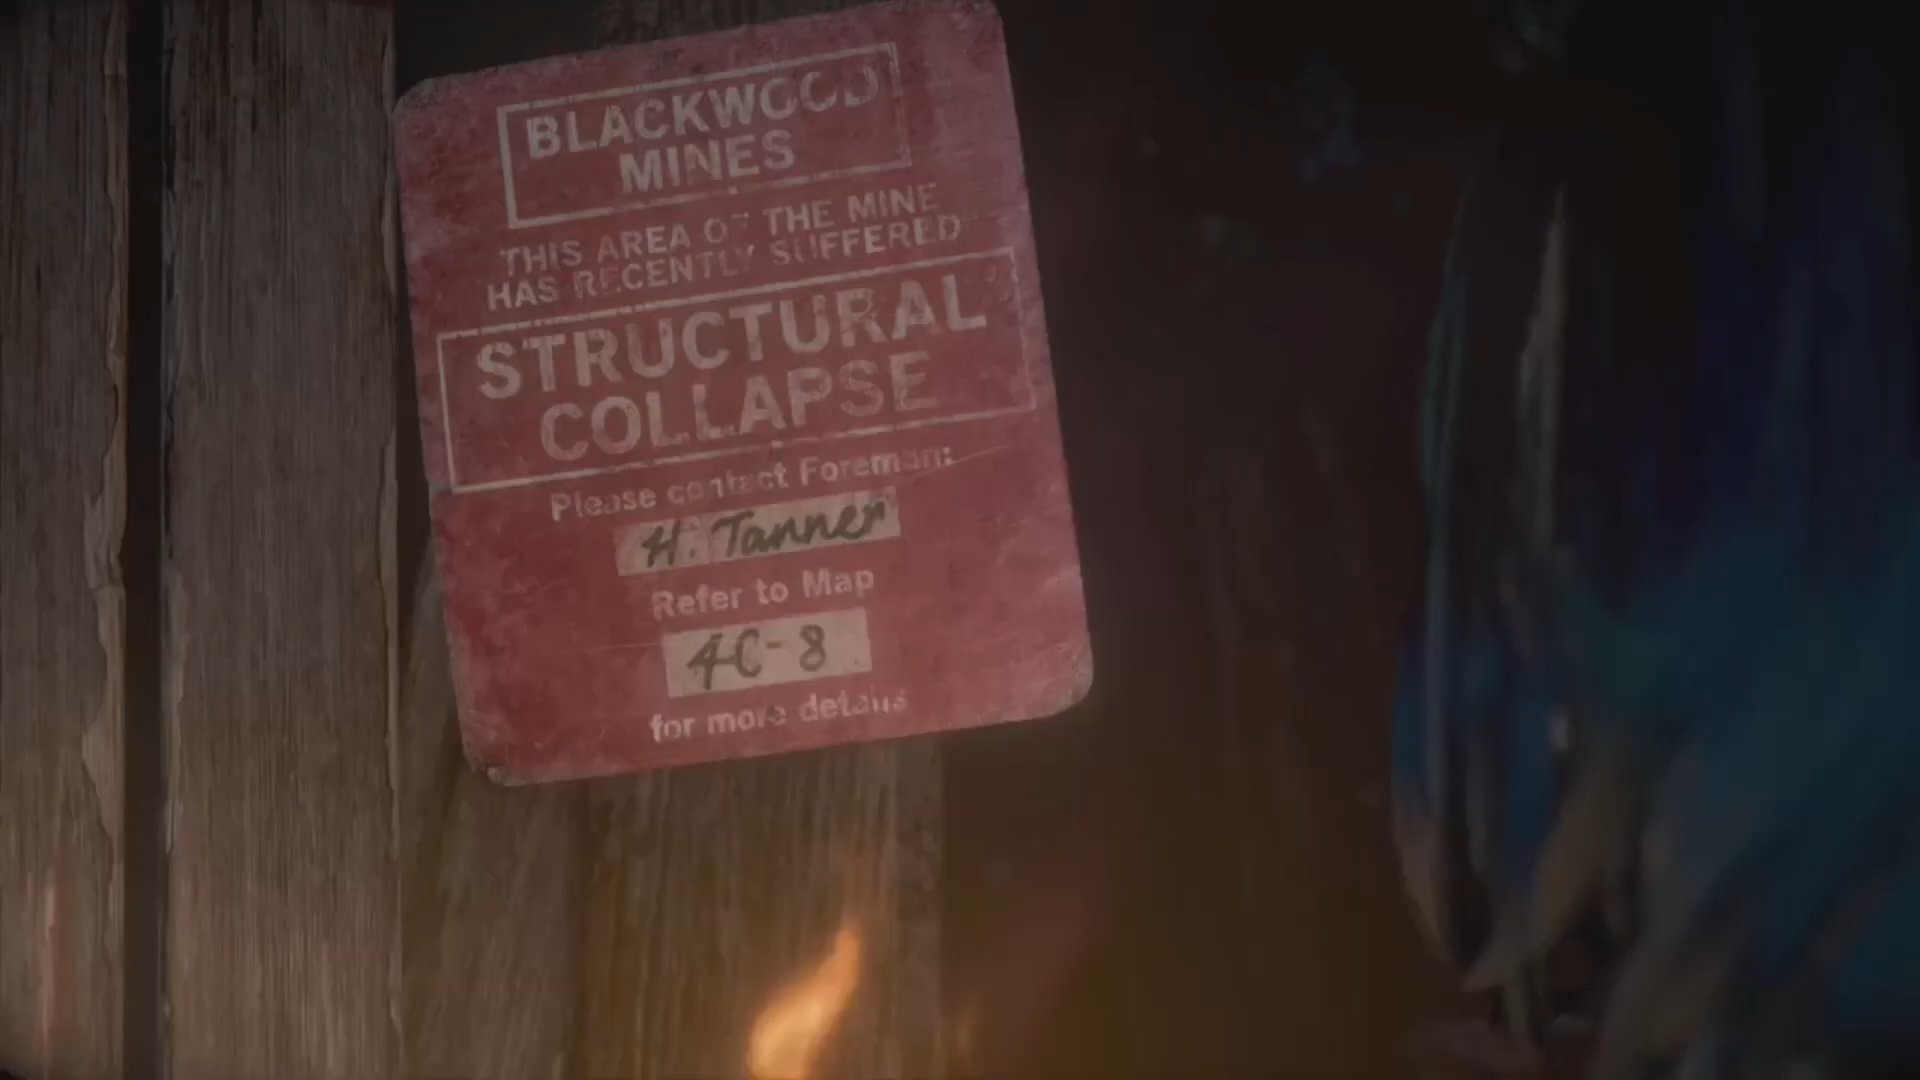 BLACKWOOD
MINES
THIS AREA OF THE MINE
HAS RECENTLY SUFFERED
STRUCTURAL
COLLAPSE
Please contact Foreman:
H. Tanner
Refer to Map
4C-8
for more details